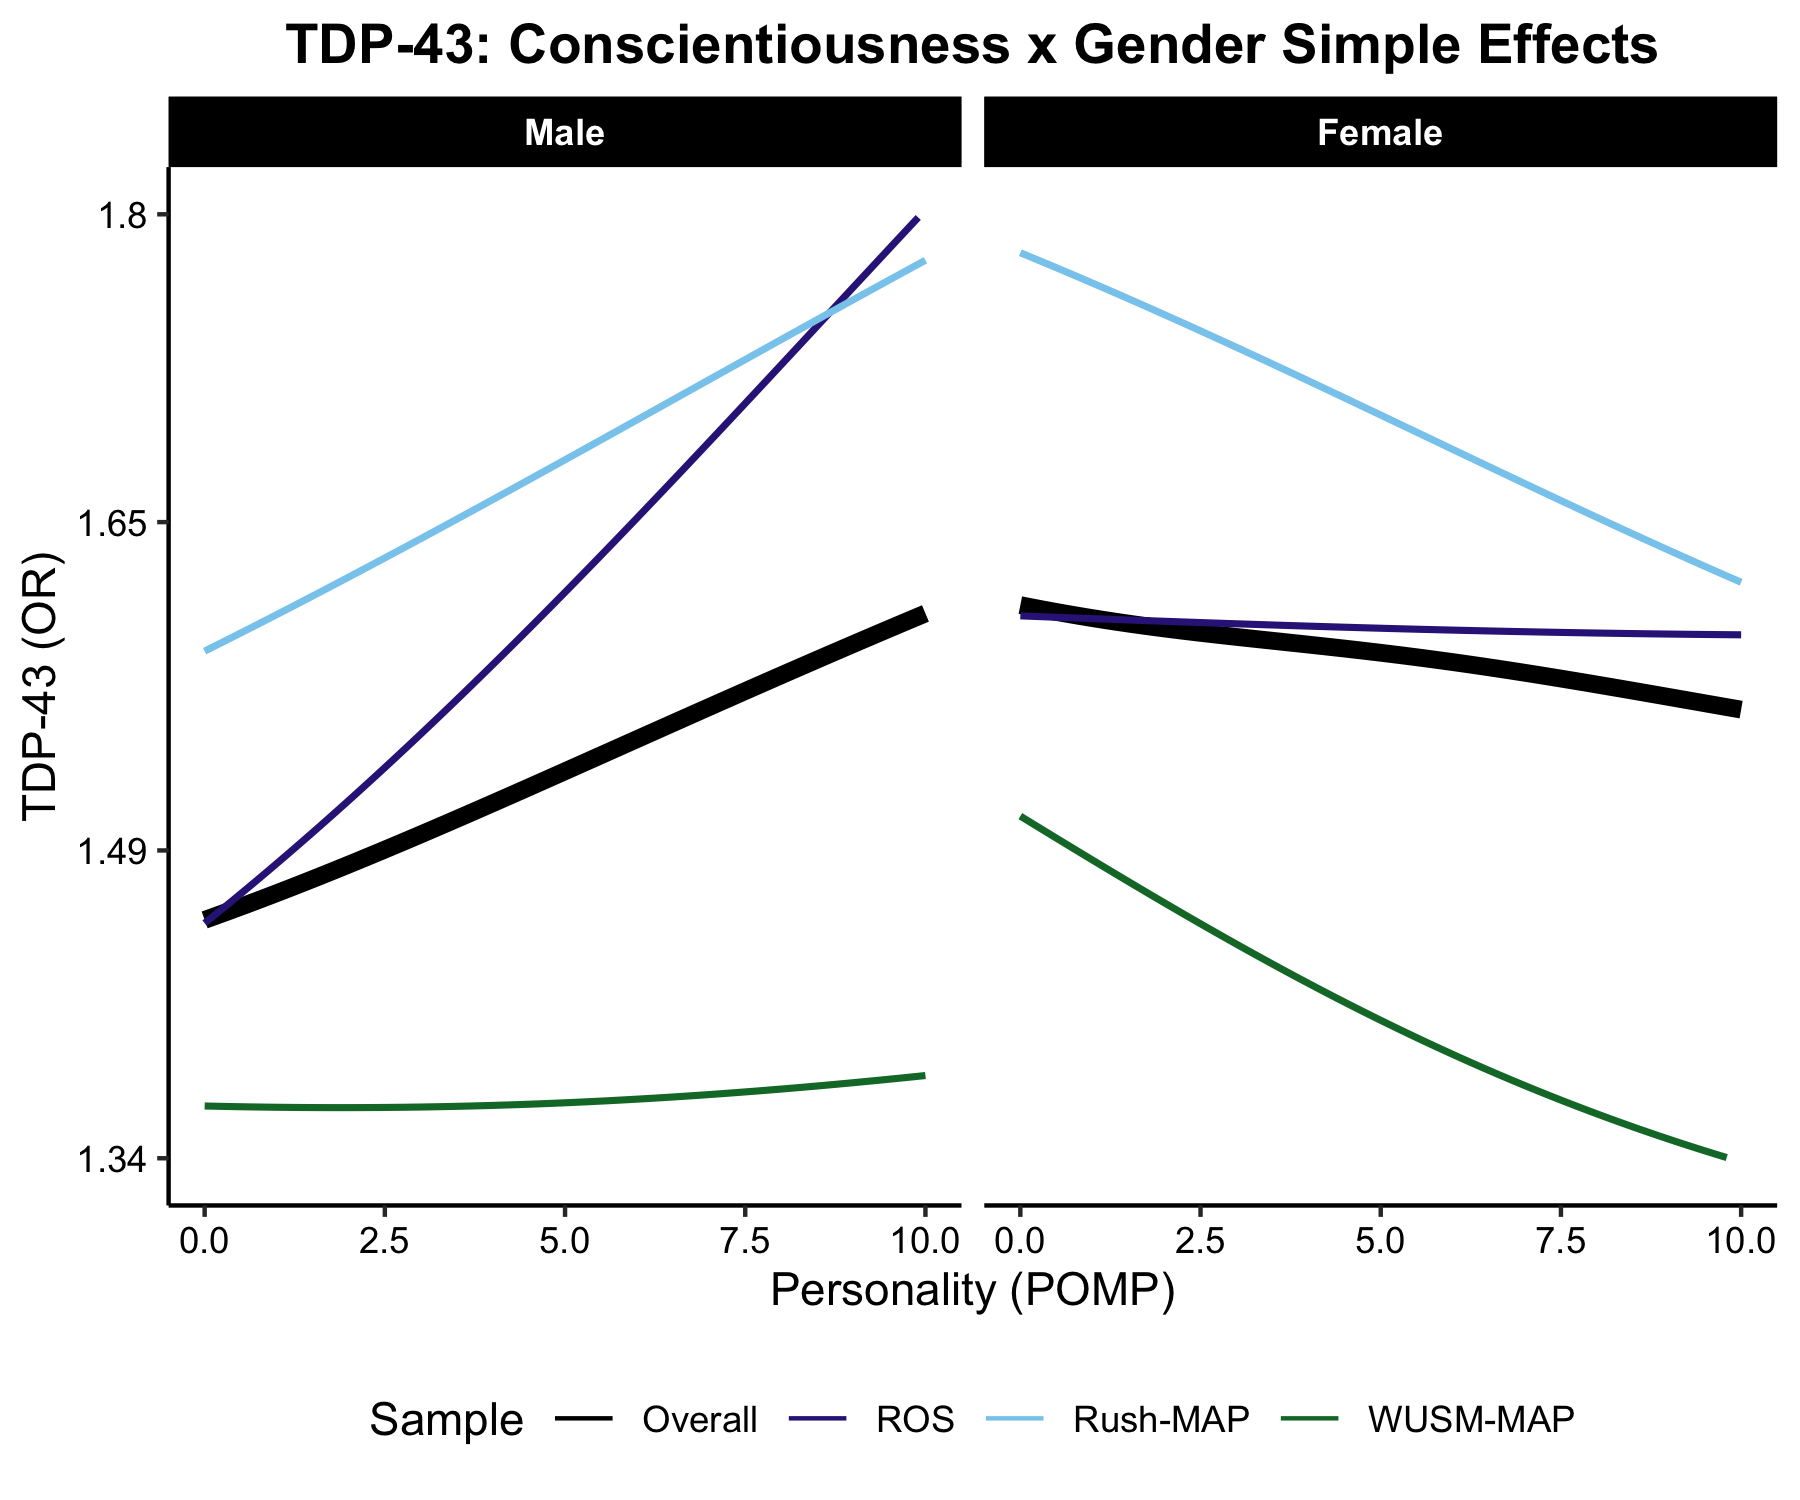 TDP-43: Conscientiousness x Gender Simple Effects
Male
Female
TDP-43 (OR)
1.8
1.65
1.49
1.34
0.0 2.5 5.0 7.5 10.0
0.0 2.5 5.0 7.5 10.0
Personality (POMP)
Sample Overall ROS Rush-MAP WUSM-MAP